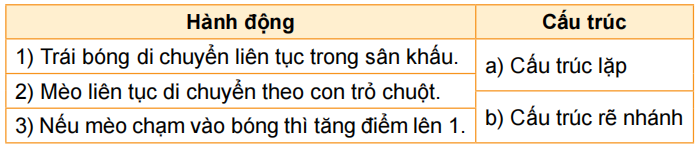 Hành động
Cấu trúc
1) Trái bóng di chuyển liên tục trong sân khấu.
2) Mèo liên tục di chuyển theo con trỏ chuột.
3) Nếu mèo chạm vào bóng thì tăng điểm lên 1.
a) Cấu trúc lặp
b) Cấu trúc rẽ nhánh